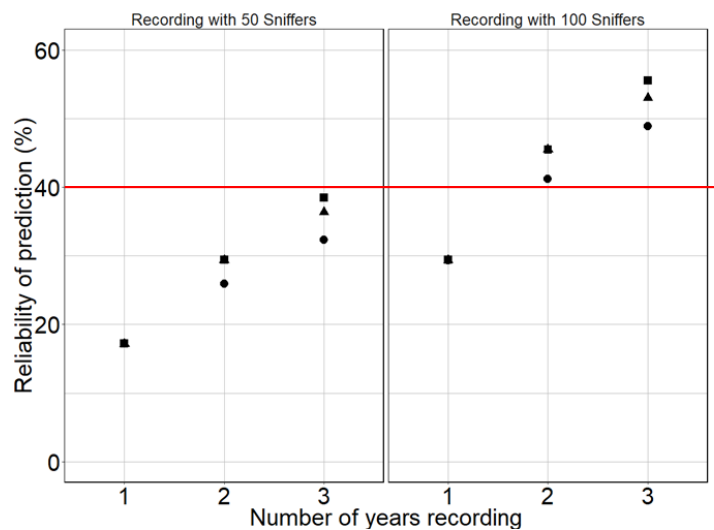 Recording with 50 Sniffers
Recording with 100 Sniffers
Reliability of prediction (%)
60
40
20
0
1 2 3
1 2 3
Number of years recording